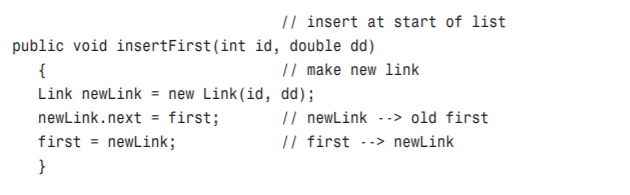 // insert at start of list
public void insertFirst(int id, double dd)
{ // make new link
Link newLink = new Link(id, dd);
newLink.next = first; // newLink --> old first
first = newLink; // first --> newLink
}